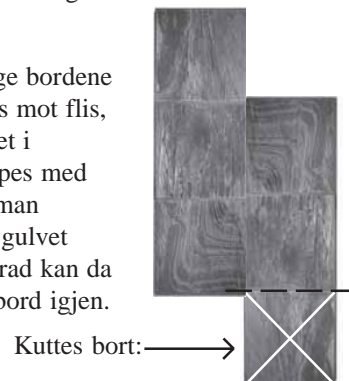 ge bordene
s mot flis,
et i
pes med
man
gulvet
rad kan da
bord igjen.
Kuttes bort: